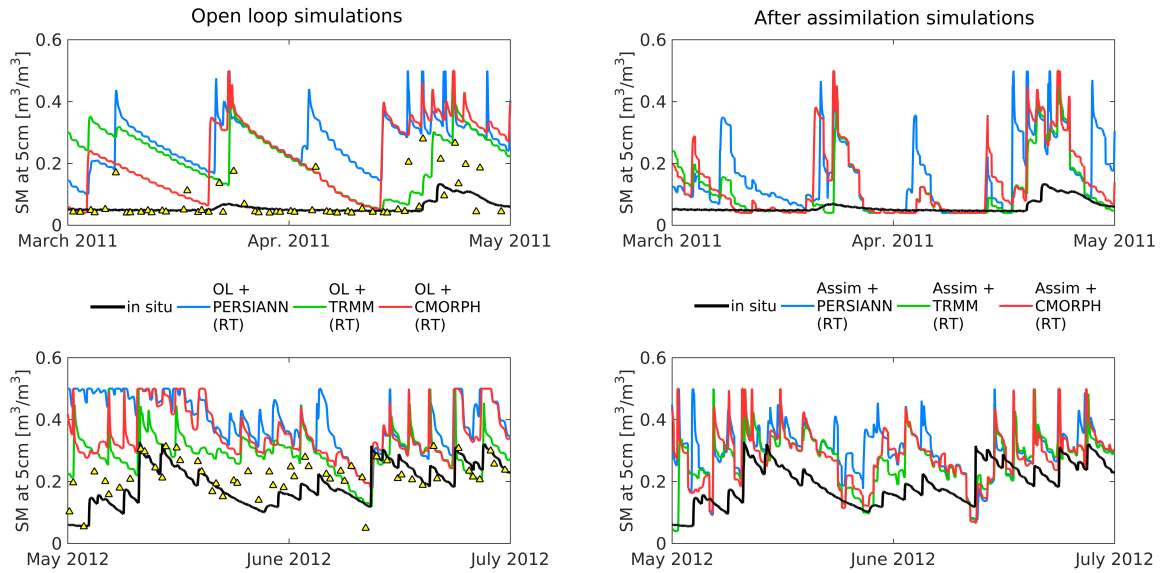 Open loop simulations
After assimilation simulations
SM at 5cm [m³/m³]
0.6
0.4
0.2
0
March 2011
Apr. 2011
May 2011
SM at 5cm [m³/m³]
0.6
0.4
0.2
0
March 2011
Apr. 2011
May 2011
in situ
OL +
PERSIANN
(RT)
OL +
TRMM
(RT)
OL +
CMORPH
(RT)
in situ
Assim +
PERSIANN
(RT)
Assim +
TRMM
(RT)
Assim +
CMORPH
(RT)
SM at 5cm [m³/m³]
0.6
0.4
0.2
0
May 2012
June 2012
July 2012
SM at 5cm [m³/m³]
0.6
0.4
0.2
0
May 2012
June 2012
July 2012